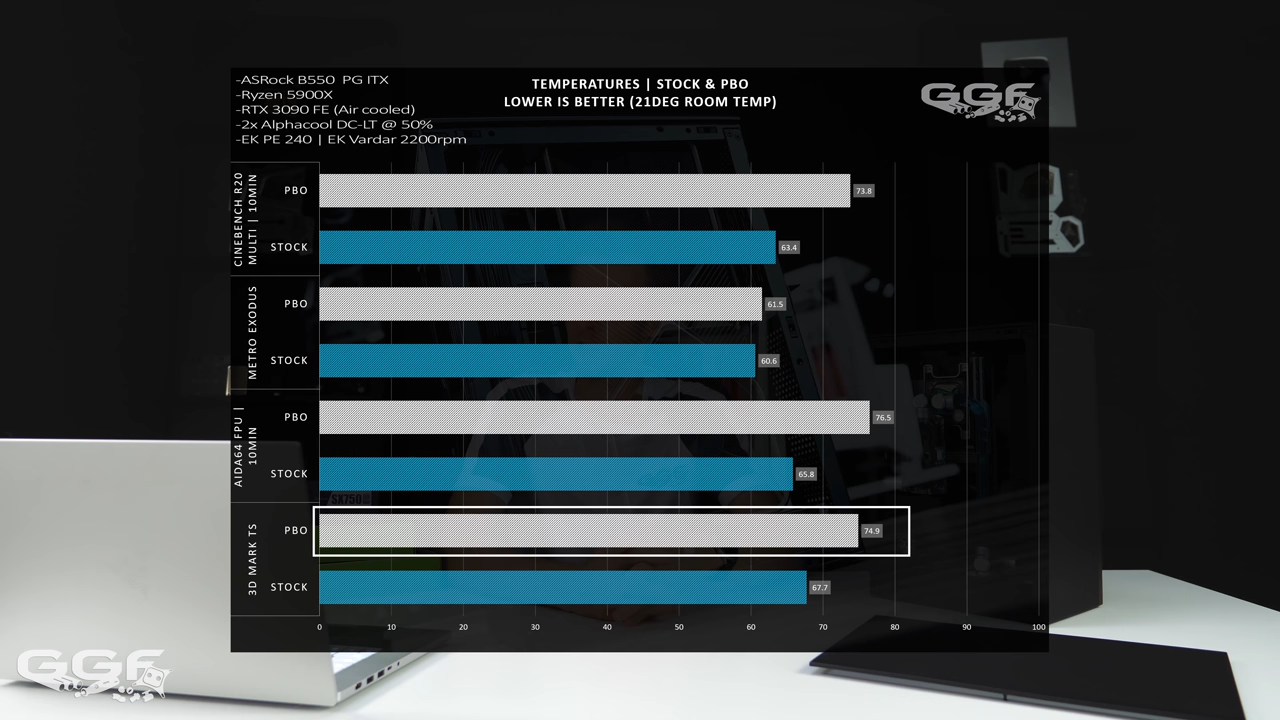 -ASRock B550 PG ITX
-Ryzen 5900X
-RTX 3090 FE (Air cooled)
-2x Alphacool DC-LT @ 50%
-EK PE 240 | EK Vardar 2200rpm
TEMPERATURES | STOCK & PBO
LOWER IS BETTER (21DEG ROOM TEMP)
GGF
CINEBENCH R20
MULTI | 10MIN
PBO
73.8
STOCK
63.4
METRO EXODUS
PBO
61.5
STOCK
60.6
AIDA64 FPU |
10MIN
PBO
76.5
STOCK
65.8
SX750
3D MARK TS
PBO
74.9
STOCK
67.7
0 10 20 30 40 50 60 70 80 90 100
GGF